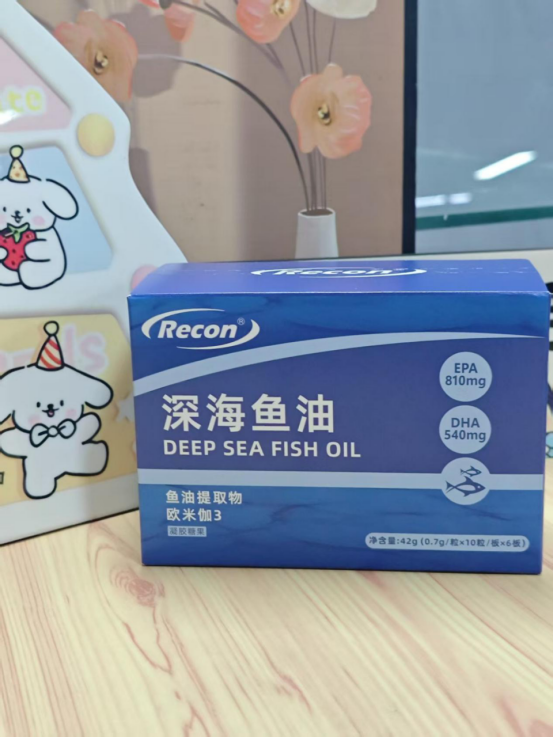 Recon®
Recon®
深海鱼油
DEEP SEA FISH OIL
EPA
810mg
DHA
540mg
鱼油提取物
欧米伽3
凝胶糖果
净含量:42g (0.7g/粒×10粒/板×6板)